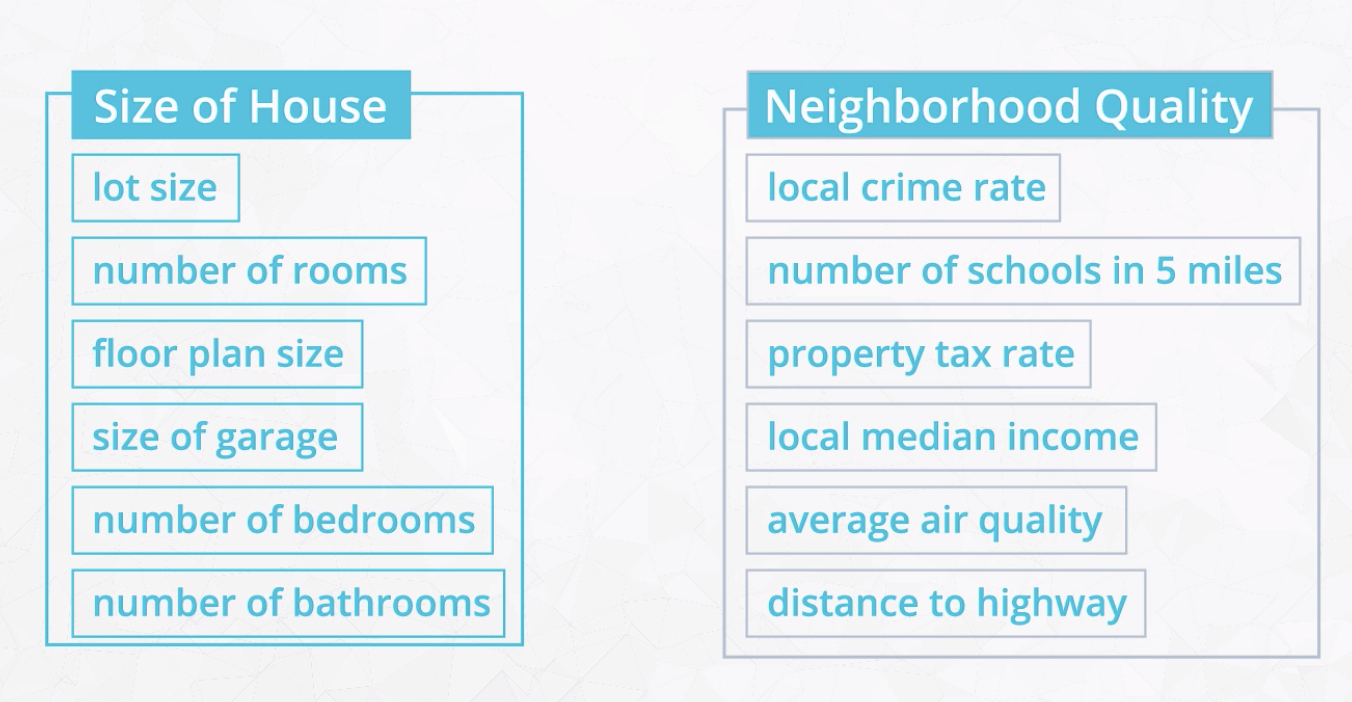 Size of House
lot size
number of rooms
floor plan size
size of garage
number of bedrooms
number of bathrooms
Neighborhood Quality
local crime rate
number of schools in 5 miles
property tax rate
local median income
average air quality
distance to highway